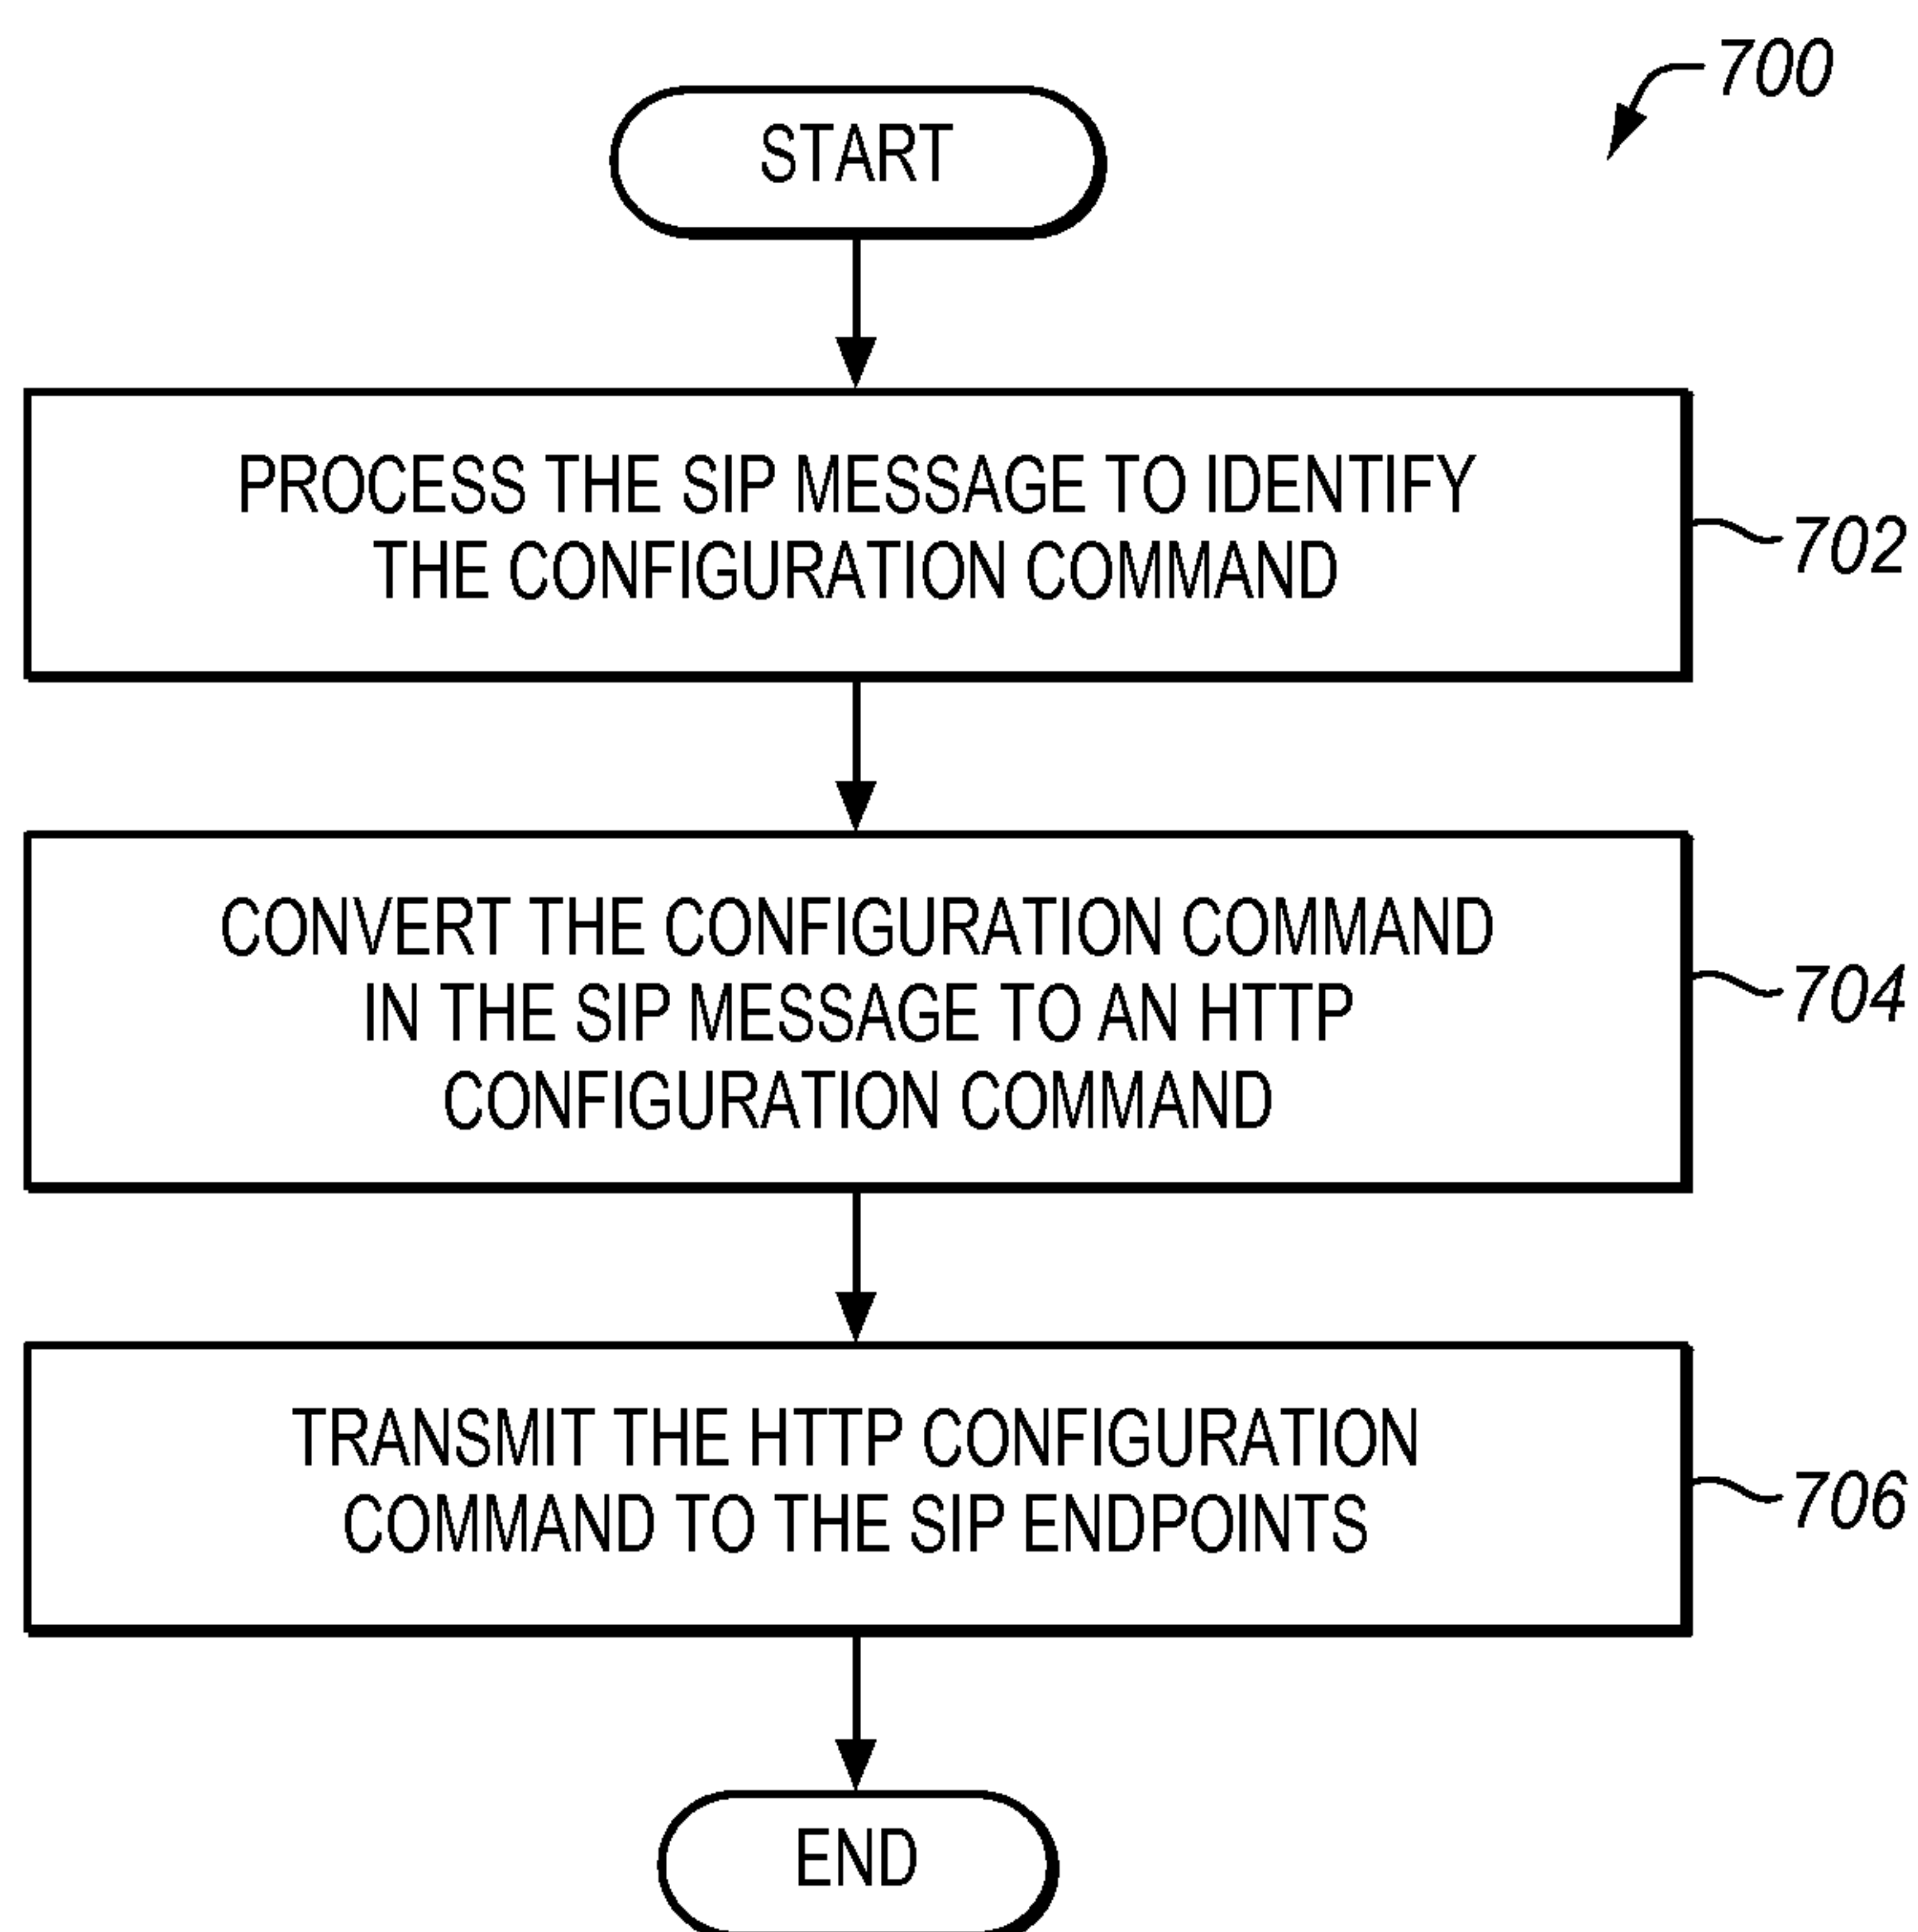 700
START
PROCESS THE SIP MESSAGE TO IDENTIFY
THE CONFIGURATION COMMAND
702
CONVERT THE CONFIGURATION COMMAND
IN THE SIP MESSAGE TO AN HTTP
CONFIGURATION COMMAND
704
TRANSMIT THE HTTP CONFIGURATION
COMMAND TO THE SIP ENDPOINTS
706
END